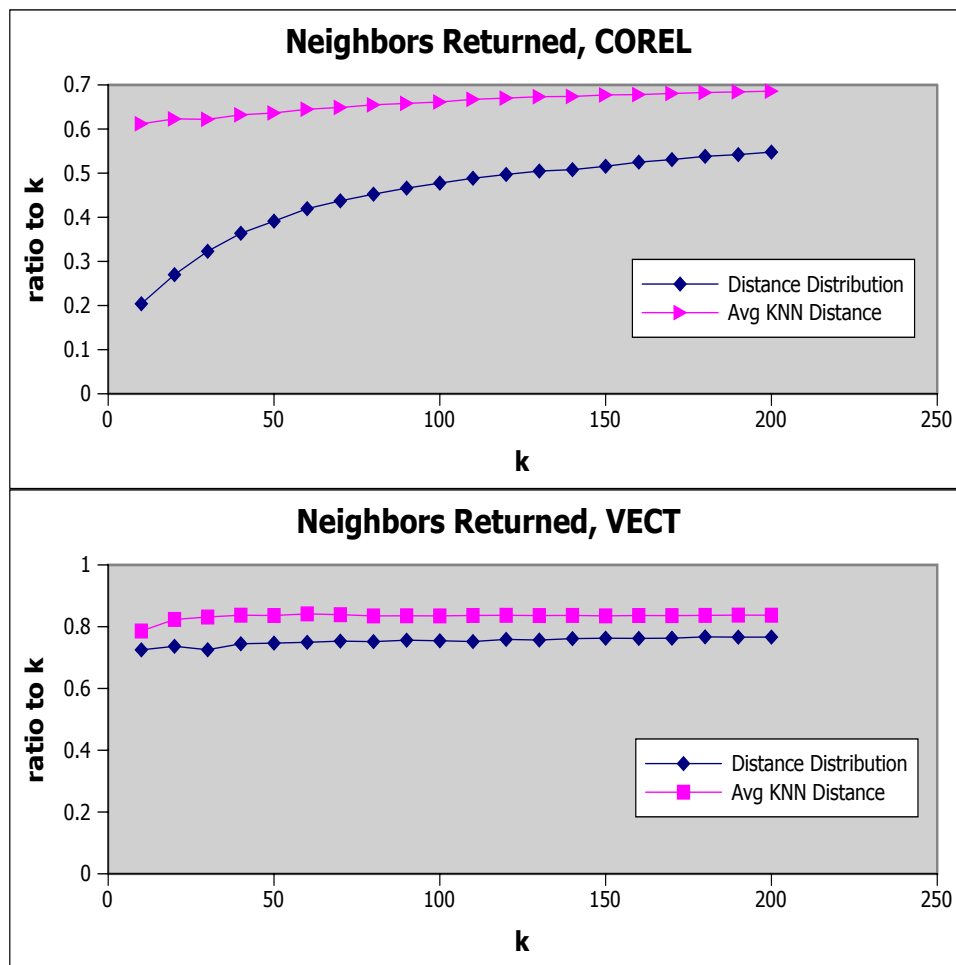 Neighbors Returned, COREL
0.7
0.6
0.5
0.4
0.3
0.2
0.1
0
ratio to k
Distance Distribution
Avg KNN Distance
0 50 100 150 200 250
k
Neighbors Returned, VECT
1
0.8
0.6
0.4
0.2
0
ratio to k
Distance Distribution
Avg KNN Distance
0 50 100 150 200 250
k